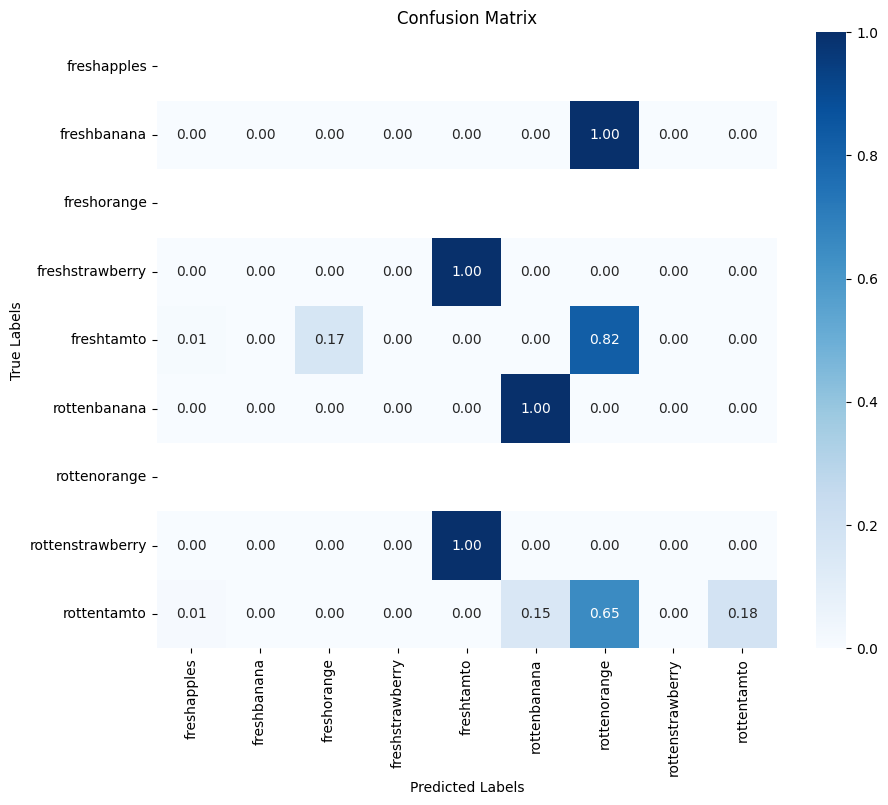 Confusion Matrix
True Labels
freshapples
freshbanana 0.00 0.00 0.00 0.00 0.00 0.00 1.00 0.00 0.00
freshorange
freshstrawberry 0.00 0.00 0.00 0.00 1.00 0.00 0.00 0.00 0.00
freshtamto 0.01 0.00 0.17 0.00 0.00 0.00 0.82 0.00 0.00
rottenbanana 0.00 0.00 0.00 0.00 0.00 1.00 0.00 0.00 0.00
rottenorange
rottenstrawberry 0.00 0.00 0.00 0.00 1.00 0.00 0.00 0.00 0.00
rottentamto 0.01 0.00 0.00 0.00 0.00 0.15 0.65 0.00 0.18
freshapples
freshbanana
freshorange
freshstrawberry
freshtamto
rottenbanana
rottenorange
rottenstrawberry
rottentamto
Predicted Labels
1.0
0.8
0.6
0.4
0.2
0.0